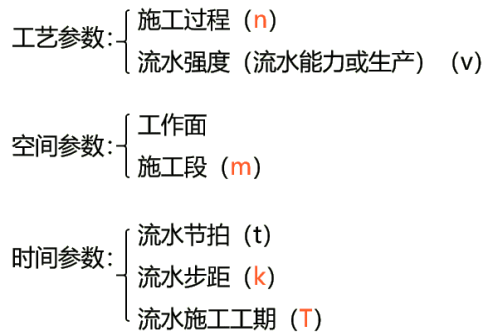 工艺参数：
施工过程（n）
流水强度（流水能力或生产）（v）
空间参数：
工作面
施工段（m）
时间参数：
流水节拍（t）
流水步距（k）
流水施工工期（T）